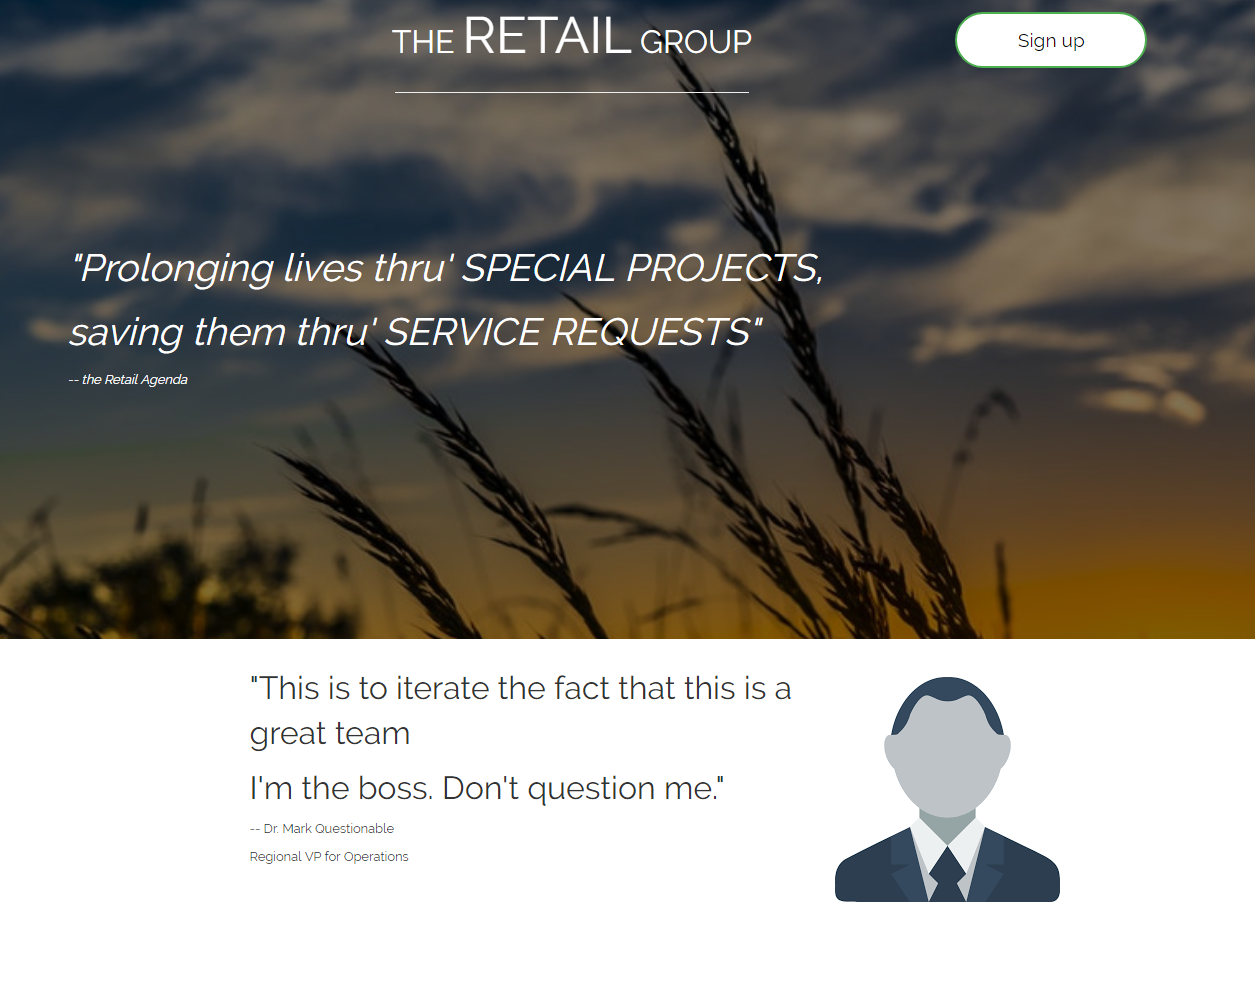 THE RETAIL GROUP
Sign up
"Prolonging lives thru' SPECIAL PROJECTS,
saving them thru' SERVICE REQUESTS"
-- the Retail Agenda
"This is to iterate the fact that this is a
great team
I'm the boss. Don't question me."
-- Dr. Mark Questionable
Regional VP for Operations